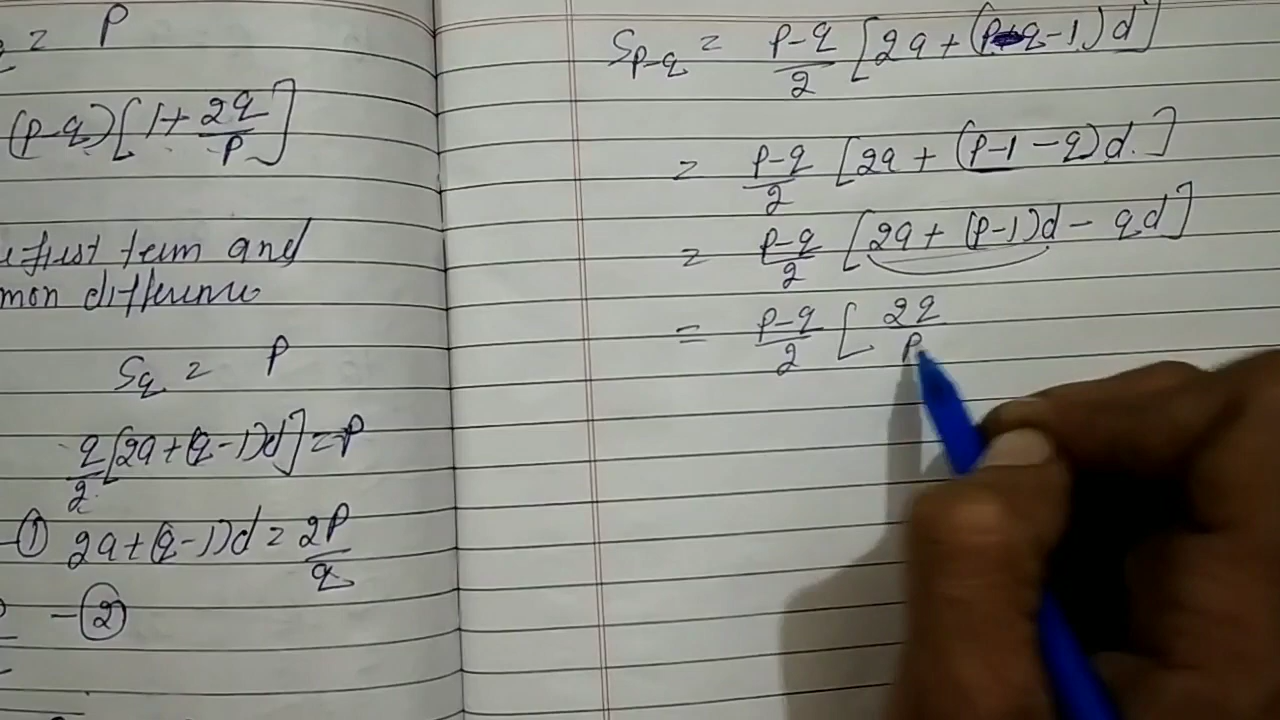 = P
(p-q)[1+ 2q/p]
first term and
mon difference
Sq = P
q/2[2a+(q-1)d]=P
① 2a+(q-1)d = 2P/q
-②
Sp-q = p-q/2 [2a+(p-q-1)d]
= p-q/2 [2a+(p-1-q)d.]
= p-q/2 [2a+(p-1)d-qd]
= p-q/2 [ 2q/p